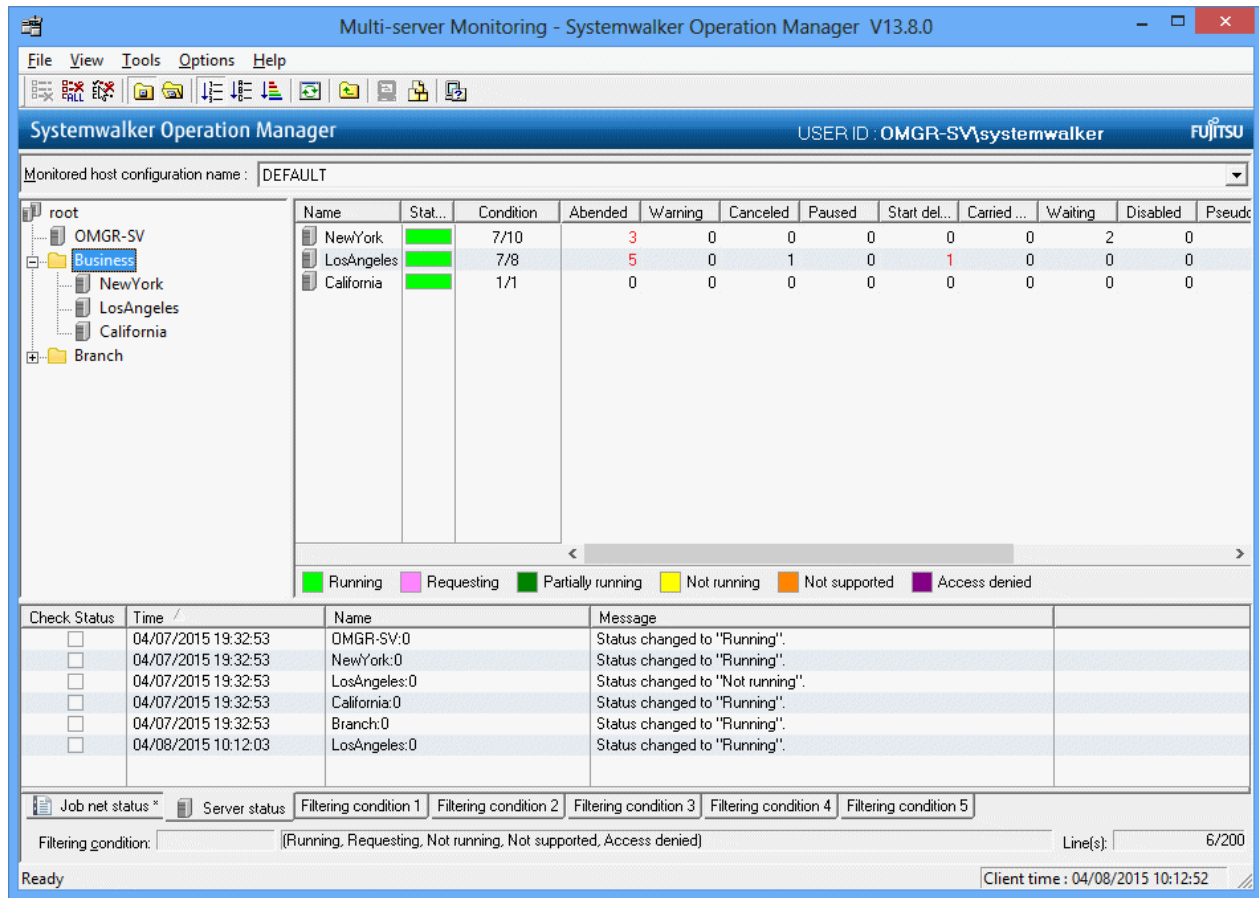 Multi-server Monitoring - Systemwalker Operation Manager V13.8.0
File View Tools Options Help
ALL
Systemwalker Operation Manager USER ID : OMGR-SV\systemwalker FUJITSU
Monitored host configuration name : DEFAULT
root
OMGR-SV
Business
NewYork
LosAngeles
California
Branch
Name Stat... Condition Abended Warning Canceled Paused Start del... Carried ... Waiting Disabled Pseudo
NewYork 7/10 3 0 0 0 0 0 2 0
LosAngeles 7/8 5 0 1 0 1 0 0 0
California 1/1 0 0 0 0 0 0 0 0
Running Requesting Partially running Not running Not supported Access denied
Check Status Time Name Message
04/07/2015 19:32:53 OMGR-SV:0 Status changed to "Running".
04/07/2015 19:32:53 NewYork:0 Status changed to "Running".
04/07/2015 19:32:53 LosAngeles:0 Status changed to "Not running".
04/07/2015 19:32:53 California:0 Status changed to "Running".
04/07/2015 19:32:53 Branch:0 Status changed to "Running".
04/08/2015 10:12:03 LosAngeles:0 Status changed to "Running".
Job net status * Server status Filtering condition 1 Filtering condition 2 Filtering condition 3 Filtering condition 4 Filtering condition 5
Filtering condition: (Running, Requesting, Not running, Not supported, Access denied) Line(s): 6/200
Ready Client time : 04/08/2015 10:12:52